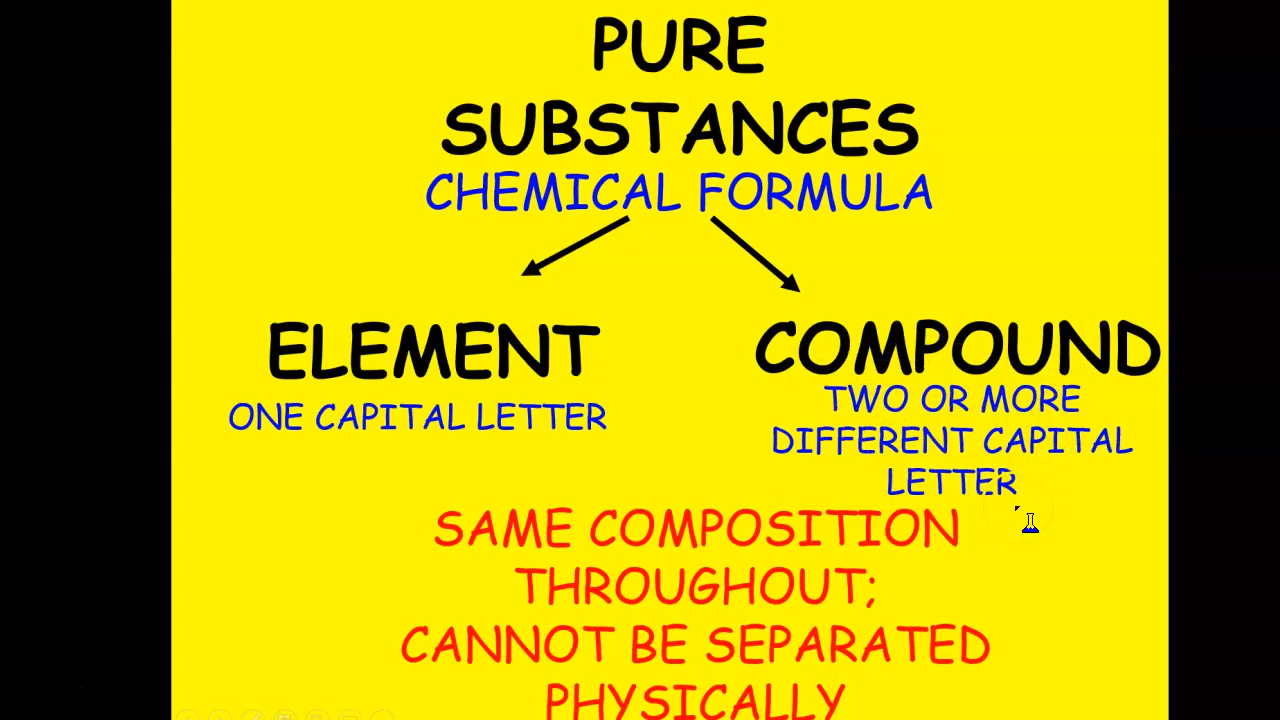 PURE
SUBSTANCES
CHEMICAL FORMULA
ELEMENT
ONE CAPITAL LETTER
COMPOUND
TWO OR MORE
DIFFERENT CAPITAL
LETTER
SAME COMPOSITION
THROUGHOUT;
CANNOT BE SEPARATED
PHYSICALLY